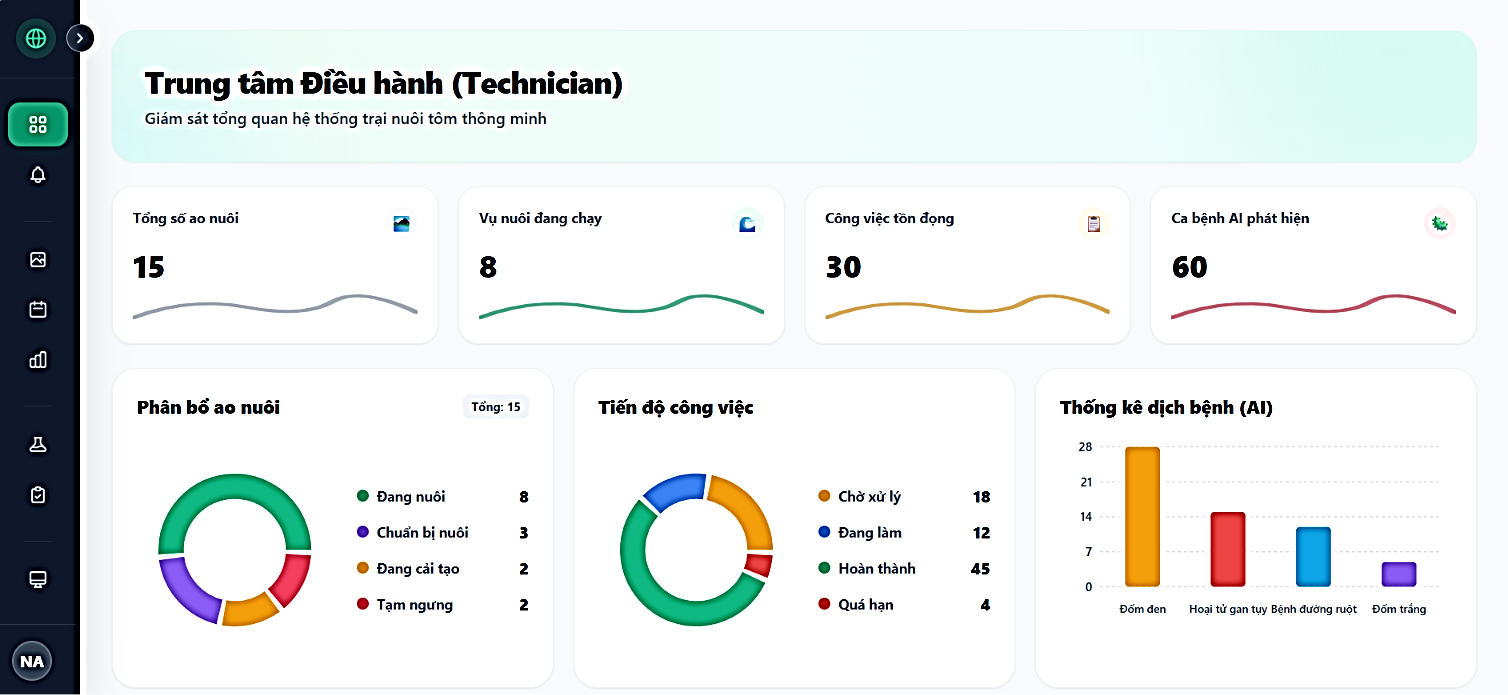 Trung tâm Điều hành (Technician)
Giám sát tổng quan hệ thống trại nuôi tôm thông minh
Tổng số ao nuôi
15
Vụ nuôi đang chạy
8
Công việc tồn đọng
30
Ca bệnh AI phát hiện
60
Phân bổ ao nuôi
Tổng: 15
Đang nuôi 8
Chuẩn bị nuôi 3
Đang cải tạo 2
Tạm ngưng 2
Tiến độ công việc
Chờ xử lý 18
Đang làm 12
Hoàn thành 45
Quá hạn 4
Thống kê dịch bệnh (AI)
28
21
14
7
0
Đốm đen Hoại tử gan tụy Bệnh đường ruột Đốm trắng
NA